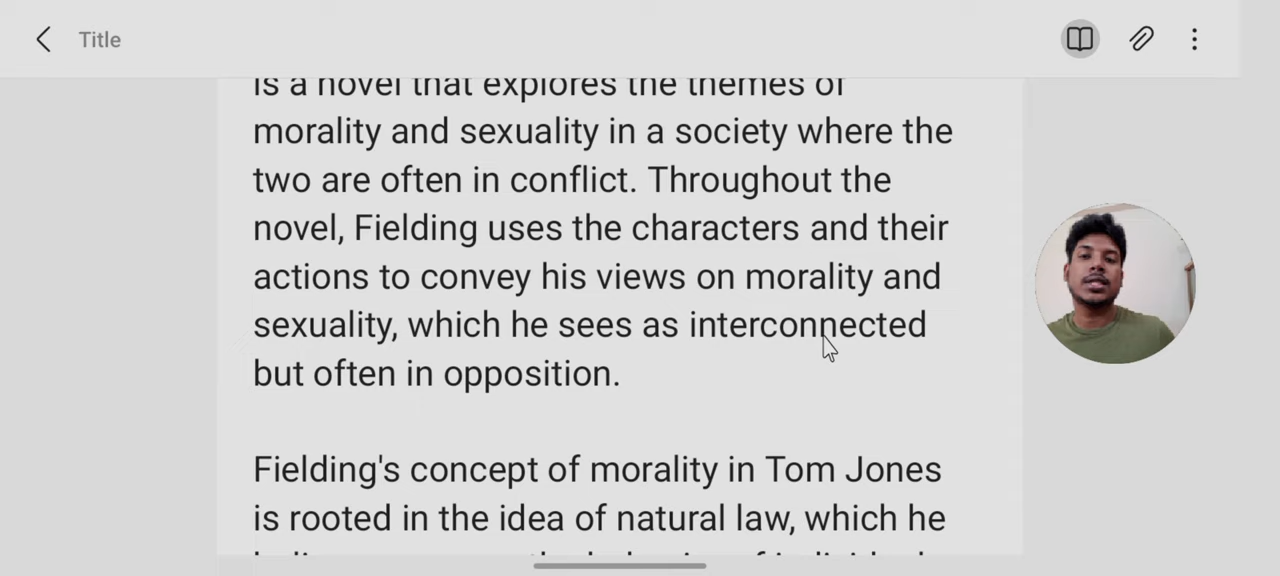 Title
is a novel that explores the themes of
morality and sexuality in a society where the
two are often in conflict. Throughout the
novel, Fielding uses the characters and their
actions to convey his views on morality and
sexuality, which he sees as interconnected
but often in opposition.
Fielding's concept of morality in Tom Jones
is rooted in the idea of natural law, which he